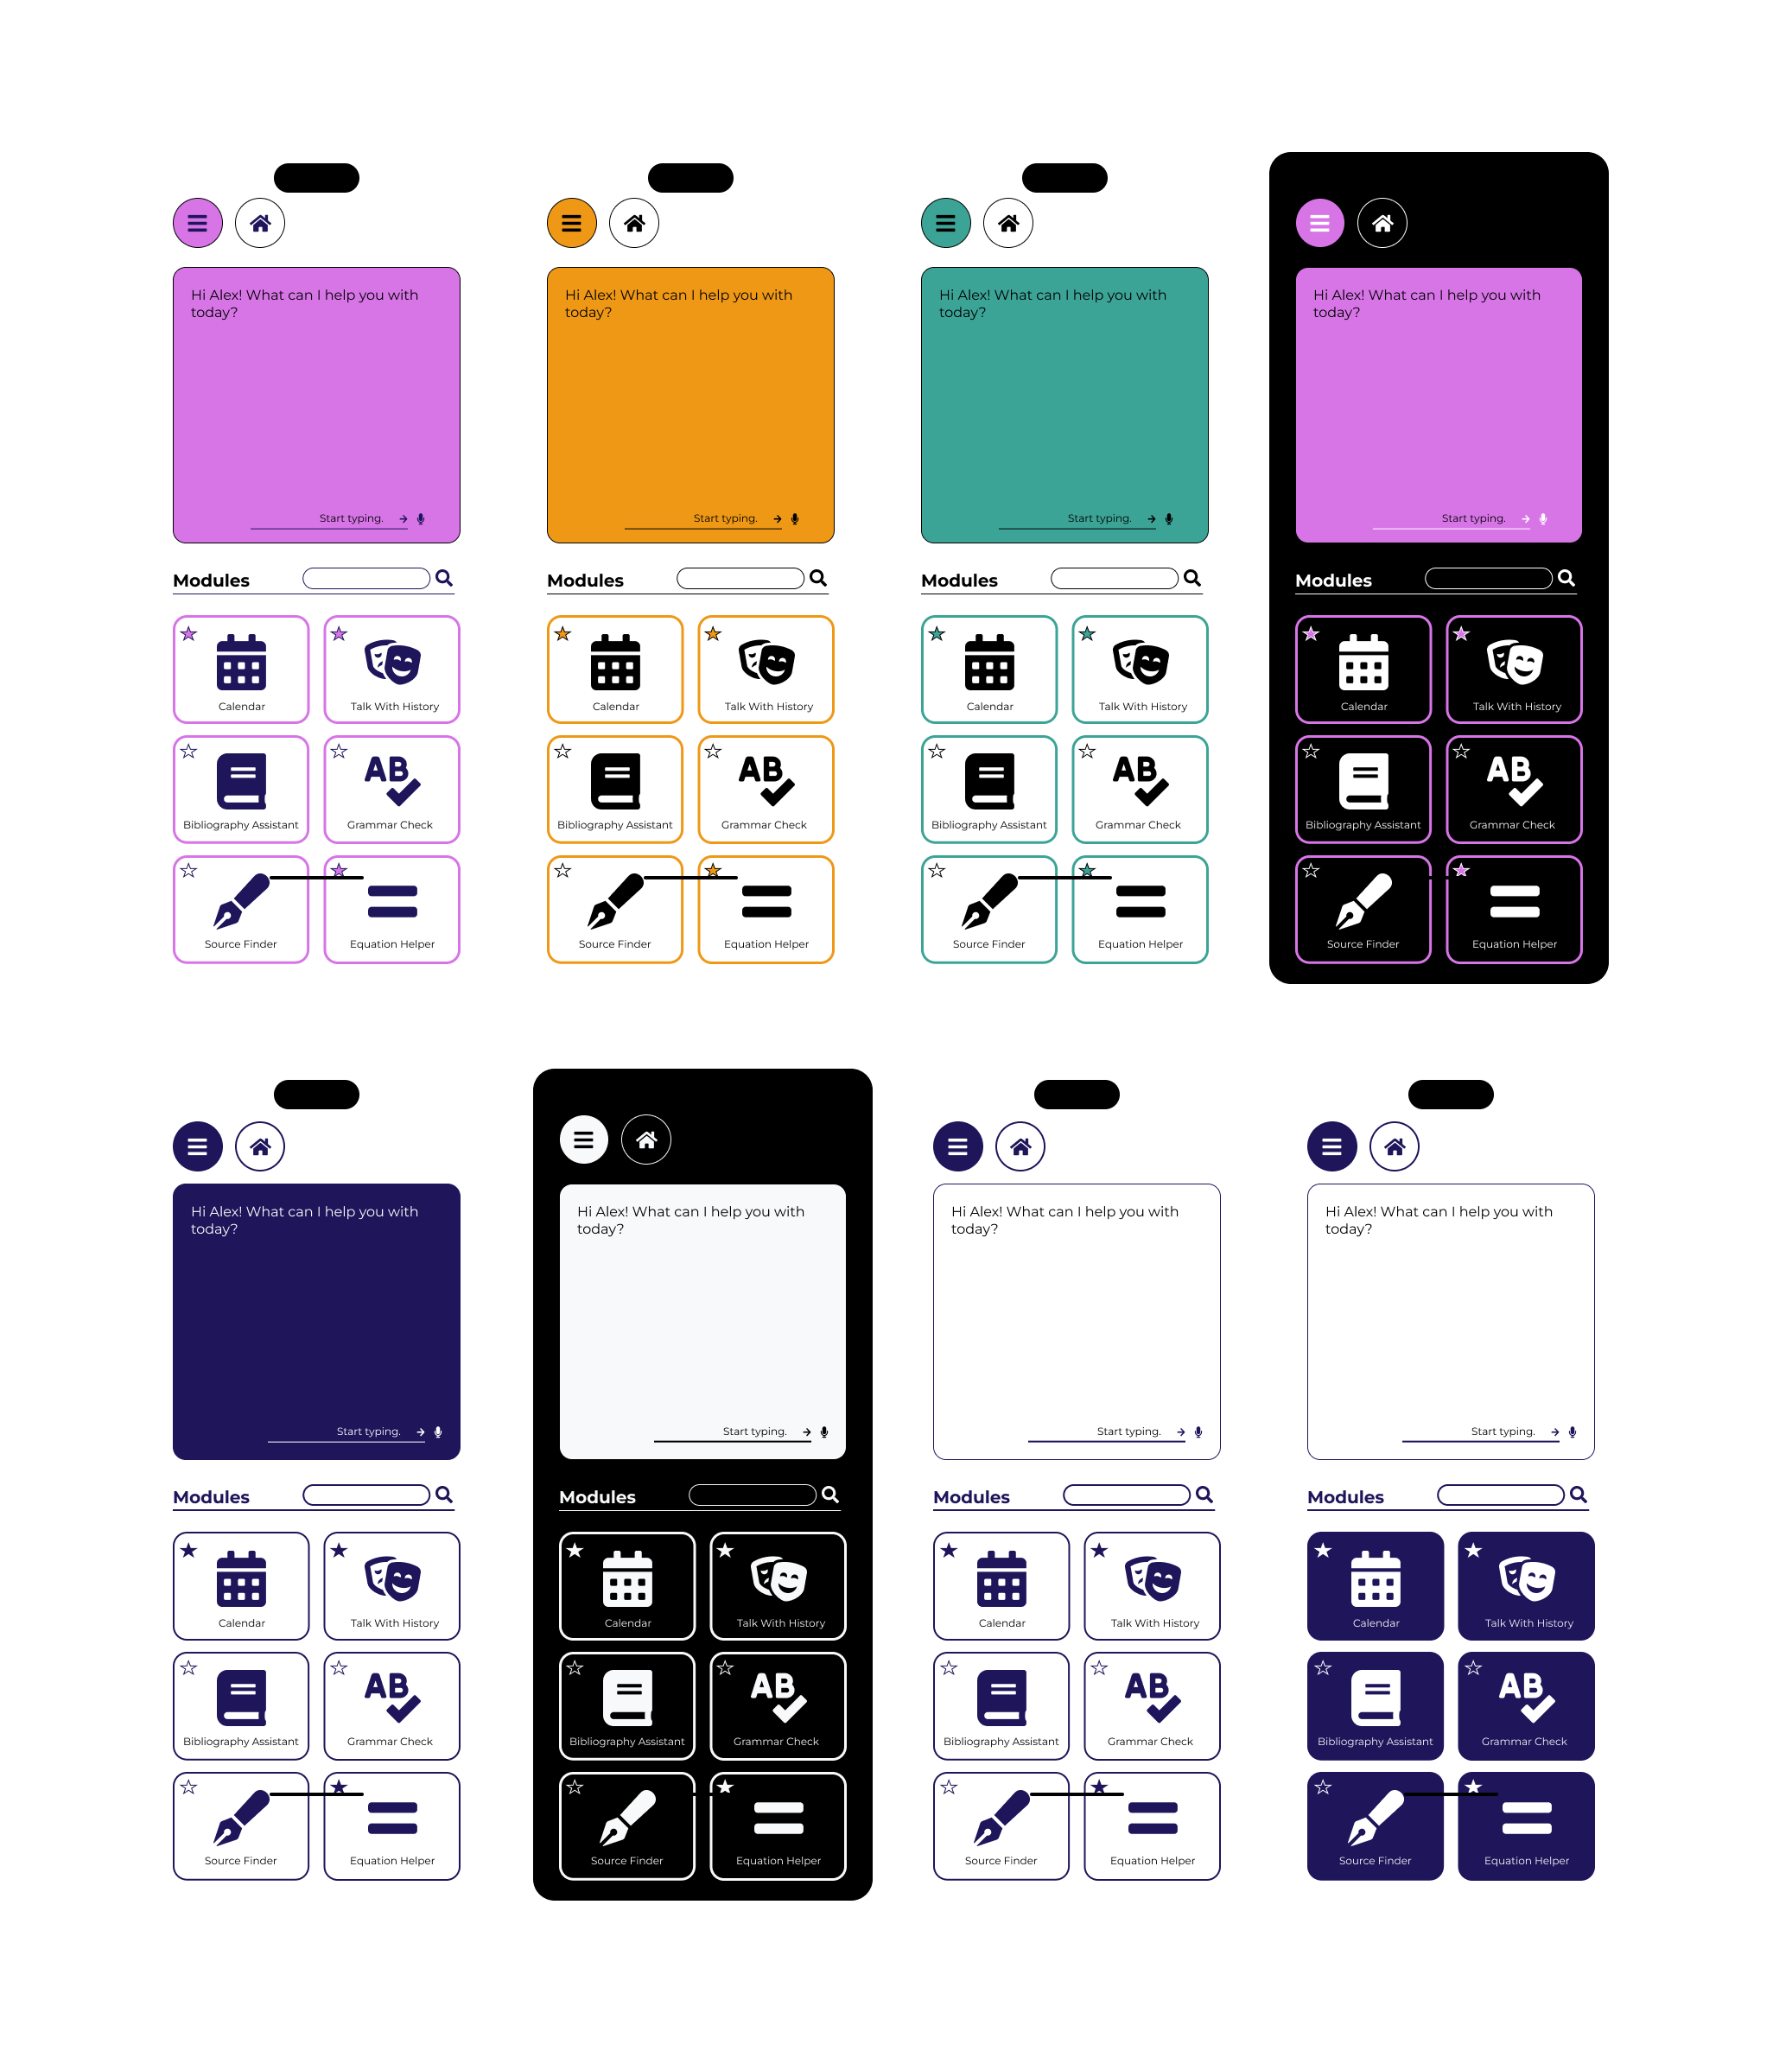 Hi Alex! What can I help you with
today?
Start typing.
Modules
Calendar
Talk With History
Bibliography Assistant
AB
Grammar Check
Source Finder
Equation Helper
Hi Alex! What can I help you with
today?
Start typing.
Modules
Calendar
Talk With History
Bibliography Assistant
AB
Grammar Check
Source Finder
Equation Helper
Hi Alex! What can I help you with
today?
Start typing.
Modules
Calendar
Talk With History
Bibliography Assistant
AB
Grammar Check
Source Finder
Equation Helper
Hi Alex! What can I help you with
today?
Start typing.
Modules
Calendar
Talk With History
Bibliography Assistant
AB
Grammar Check
Source Finder
Equation Helper
Hi Alex! What can I help you with
today?
Start typing.
Modules
Calendar
Talk With History
Bibliography Assistant
AB
Grammar Check
Source Finder
Equation Helper
Hi Alex! What can I help you with
today?
Start typing.
Modules
Calendar
Talk With History
Bibliography Assistant
AB
Grammar Check
Source Finder
Equation Helper
Hi Alex! What can I help you with
today?
Start typing.
Modules
Calendar
Talk With History
Bibliography Assistant
AB
Grammar Check
Source Finder
Equation Helper
Hi Alex! What can I help you with
today?
Start typing.
Modules
Calendar
Talk With History
Bibliography Assistant
AB
Grammar Check
Source Finder
Equation Helper